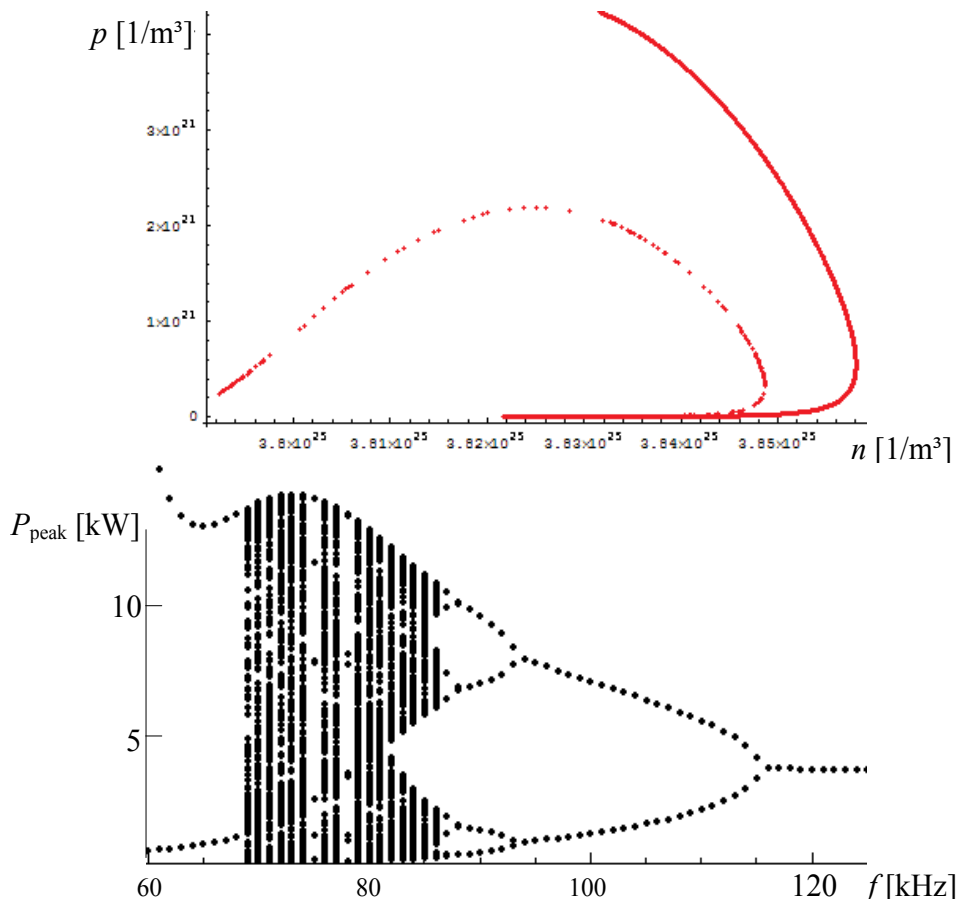 p [1/m³]
3×10²¹
2×10²¹
1×10²¹
0
3.8×10²⁵ 3.81×10²⁵ 3.82×10²⁵ 3.83×10²⁵ 3.84×10²⁵ 3.85×10²⁵
n [1/m³]
P_peak [kW]
10
5
60 80 100 120 f [kHz]